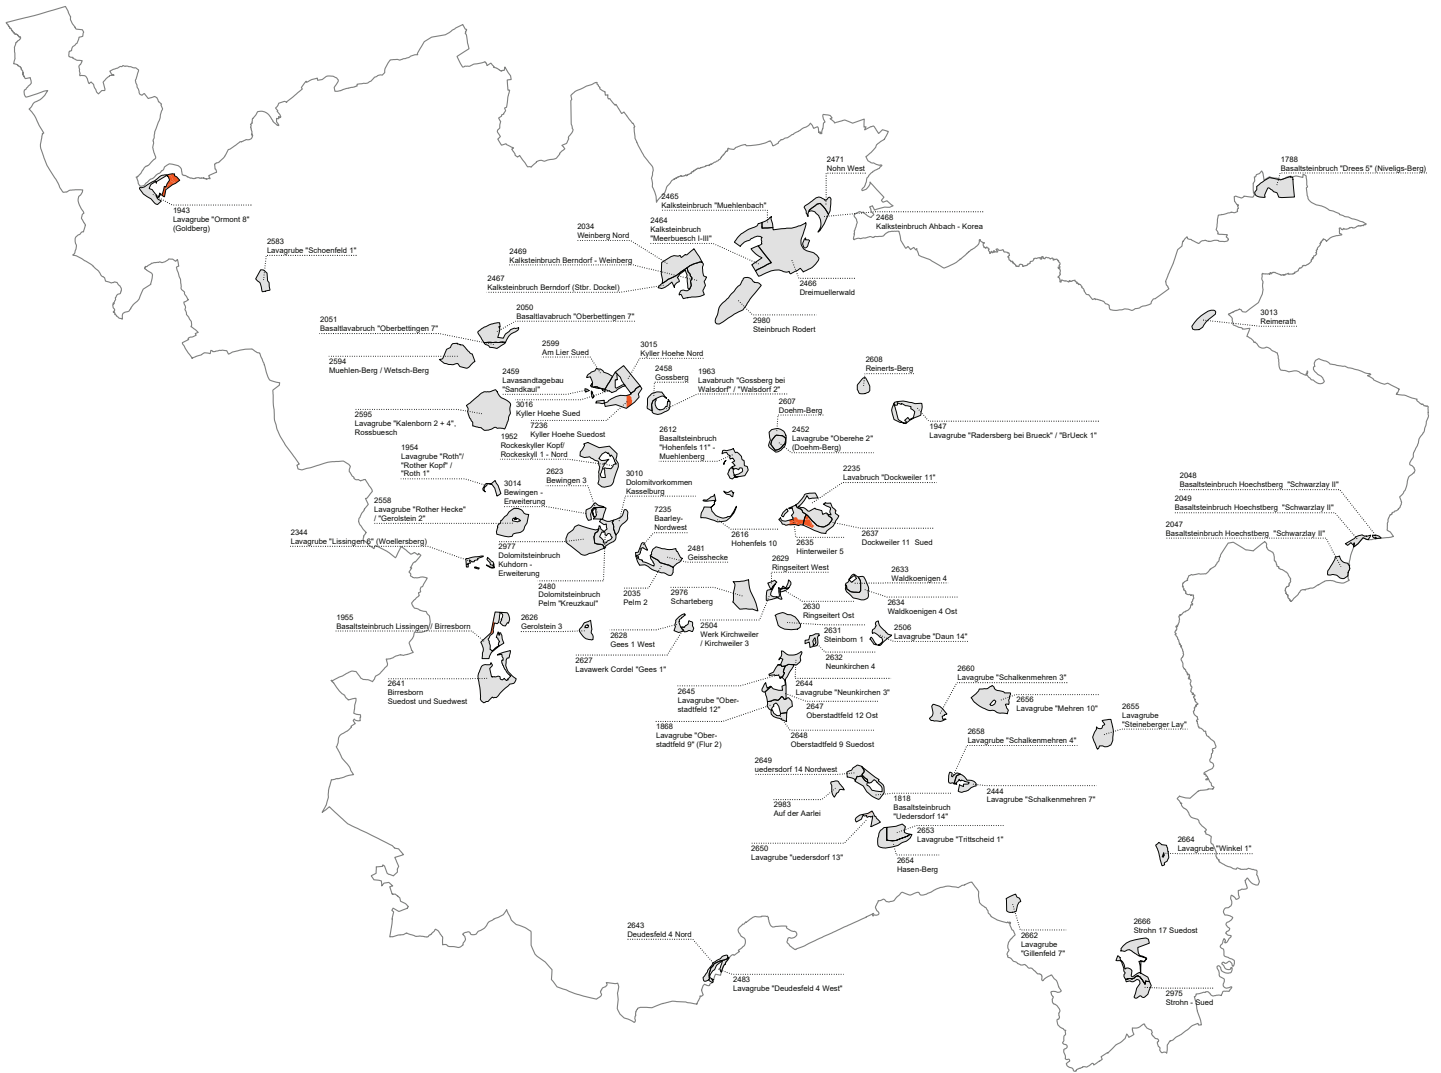 1943
Lavagrube "Ormont 8"
(Goldberg)
2583
Lavagrube "Schoenfeld 1"
2471
Nohn West
1788
Basaltsteinbruch "Drees 5" (Niveligs-Berg)
2465
Kalksteinbruch "Muehlenbach"
2468
Kalksteinbruch Ahbach - Korea
2464
Kalksteinbruch
"Meerbuesch I-III"
2034
Weinberg Nord
2469
Kalksteinbruch Berndorf - Weinberg
2467
Kalksteinbruch Berndorf (Stbr. Dockel)
2466
Dreimuellerwald
2980
Steinbruch Rodert
3013
Reimerath
2050
Basaltlavabruch "Oberbettingen 7"
2051
Basaltlavabruch "Oberbettingen 7"
2594
Muehlen-Berg / Wetsch-Berg
2599
Am Lier Sued
3015
Kyller Hoehe Nord
2459
Lavasandtagebau
"Sandkaul"
2458
Gossberg
1963
Lavabruch "Gossberg bei
Walsdorf" / "Walsdorf 2"
2608
Reinerts-Berg
3016
Kyller Hoehe Sued
7236
Kyller Hoehe Suedost
2607
Doehm-Berg
2595
Lavagrube "Kalenborn 2 + 4",
Rossbuesch
1947
Lavagrube "Radersberg bei Brueck" / "BrUeck 1"
2452
Lavagrube "Oberehe 2"
(Doehm-Berg)
2612
Basaltsteinbruch
"Hohenfels 11" -
Muehlenberg
1952
Rockeskyller Kopf/
Rockeskyll 1 - Nord
1954
Lavagrube "Roth"/
"Rother Kopf" /
"Roth 1"
2623
Bewingen 3
3010
Dolomitvorkommen
Kasselburg
3014
Bewingen -
Erweiterung
2235
Lavabruch "Dockweiler 11"
2048
Basaltsteinbruch Hoechstberg "Schwarzlay II"
2049
Basaltsteinbruch Hoechstberg "Schwarzlay II"
2047
Basaltsteinbruch Hoechstberg "Schwarzlay II"
2558
Lavagrube "Rother Hecke"
/ "Gerolstein 2"
7235
Baarley-
Nordwest
2616
Hohenfels 10
2637
Dockweiler 11 Sued
2635
Hinterweiler 5
2344
Lavagrube "Lissingen 6" (Woellersberg)
2977
Dolomitsteinbruch
Kuhdorn -
Erweiterung
2481
Geisshecke
2629
Ringseitert West
2633
Waldkoenigen 4
2480
Dolomitsteinbruch
Pelm "Kreuzkaul"
2035
Pelm 2
2976
Scharteberg
2634
Waldkoenigen 4 Ost
2630
Ringseitert Ost
1955
Basaltsteinbruch Lissingen / Birresborn
2626
Gerolstein 3
2628
Gees 1 West
2504
Werk Kirchweiler
/ Kirchweiler 3
2631
Steinborn 1
2506
Lavagrube "Daun 14"
2627
Lavawerk Cordel "Gees 1"
2632
Neunkirchen 4
2641
Birresborn
Suedost und Suedwest
2645
Lavagrube "Ober-
stadtfeld 12"
2644
Lavagrube "Neunkirchen 3"
2660
Lavagrube "Schalkenmehren 3"
2656
Lavagrube "Mehren 10"
2647
Oberstadtfeld 12 Ost
2655
Lavagrube
"Steineberger Lay"
1868
Lavagrube "Ober-
stadtfeld 9" (Flur 2)
2648
Oberstadtfeld 9 Suedost
2658
Lavagrube "Schalkenmehren 4"
2649
uedersdorf 14 Nordwest
2444
Lavagrube "Schalkenmehren 7"
2983
Auf der Aarlei
1818
Basaltsteinbruch
"Uedersdorf 14"
2653
Lavagrube "Trittscheid 1"
2650
Lavagrube "uedersdorf 13"
2654
Hasen-Berg
2664
Lavagrube "Winkel 1"
2643
Deudesfeld 4 Nord
2662
Lavagrube
"Gillenfeld 7"
2666
Strohn 17 Suedost
2483
Lavagrube "Deudesfeld 4 West"
2975
Strohn - Sued